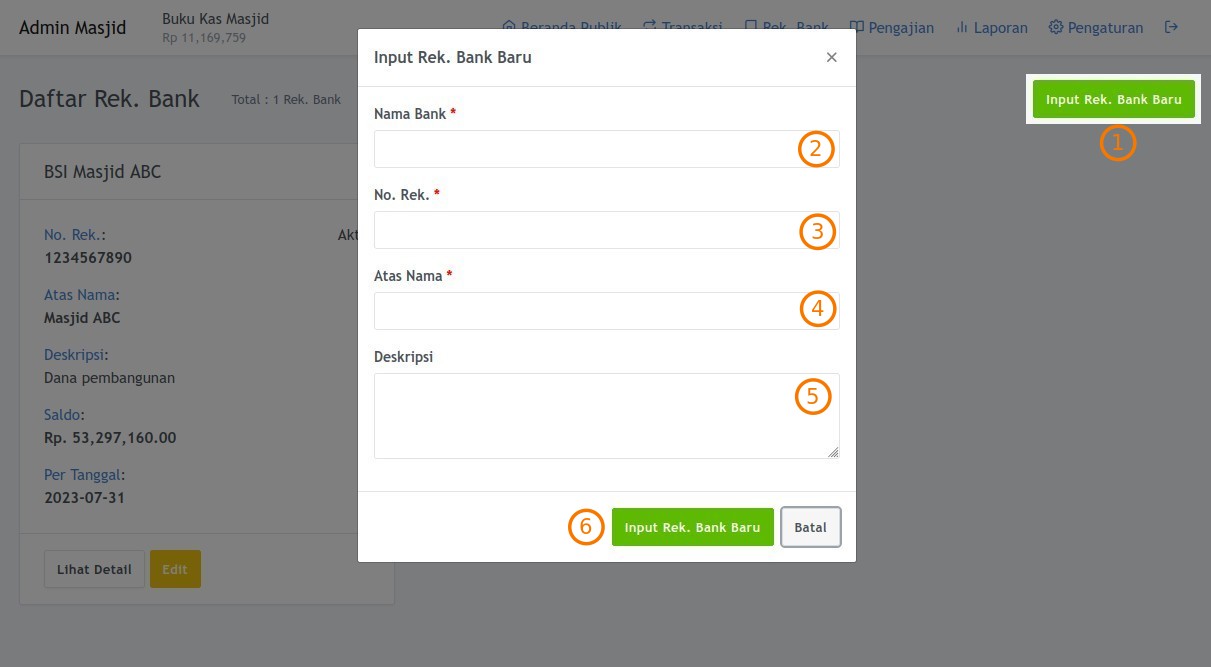 Admin Masjid
Buku Kas Masjid
Rp 11,169,759
Beranda Publik
Transaksi
Rek. Bank
Pengajian
Laporan
Pengaturan
Daftar Rek. Bank
Total : 1 Rek. Bank
Input Rek. Bank Baru
1
BSI Masjid ABC
No. Rek.:
Akt
1234567890
Atas Nama:
Masjid ABC
Deskripsi:
Dana pembangunan
Saldo:
Rp. 53,297,160.00
Per Tanggal:
2023-07-31
Lihat Detail
Edit
Input Rek. Bank Baru
×
Nama Bank *
2
No. Rek. *
3
Atas Nama *
4
Deskripsi
5
6
Input Rek. Bank Baru
Batal